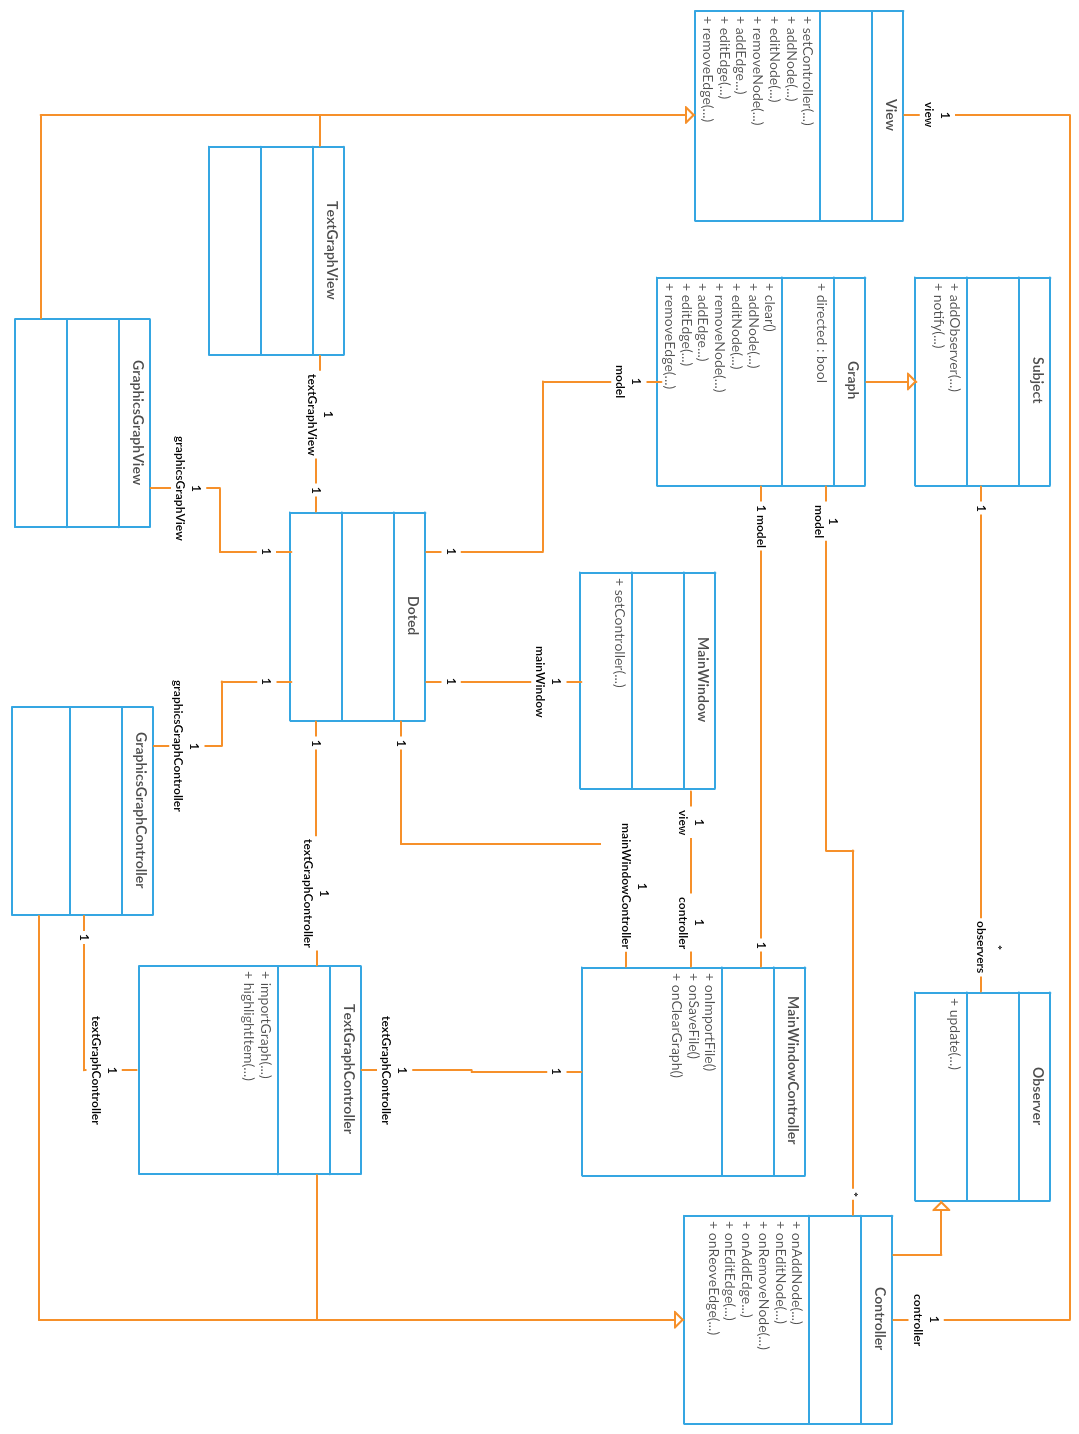 Subject
+ addObserver(...)
+ notify(...)
1
*
observers
Observer
+ update(...)
1
view
1
controller
View
+ setController(...)
+ addNode(...)
+ editNode(...)
+ removeNode(...)
+ addEdge...)
+ editEdge(...)
+ removeEdge(...)
Graph
+ directed : bool
+ clear()
+ addNode(...)
+ editNode(...)
+ removeNode(...)
+ addEdge...)
+ editEdge(...)
+ removeEdge(...)
1
model
*
Controller
+ onAddNode(...)
+ onEditNode(...)
+ onRemoveNode(...)
+ onAddEdge...)
+ onEditEdge(...)
+ onReoveEdge(...)
1 model
1
MainWindow
+ setController(...)
1
view
1
controller
MainWindowController
+ onImportFile()
+ onSaveFile()
+ onClearGraph()
1
model
1
mainWindow
1
mainWindowController
1
1
1
1
Doted
1
textGraphController
TextGraphController
+ importGraph(...)
+ highlightItem(...)
TextGraphView
1
textGraphView
1
1
1
textGraphController
1
1
GraphicsGraphView
1
graphicsGraphView
1
graphicsGraphController
GraphicsGraphController
1
1
textGraphController